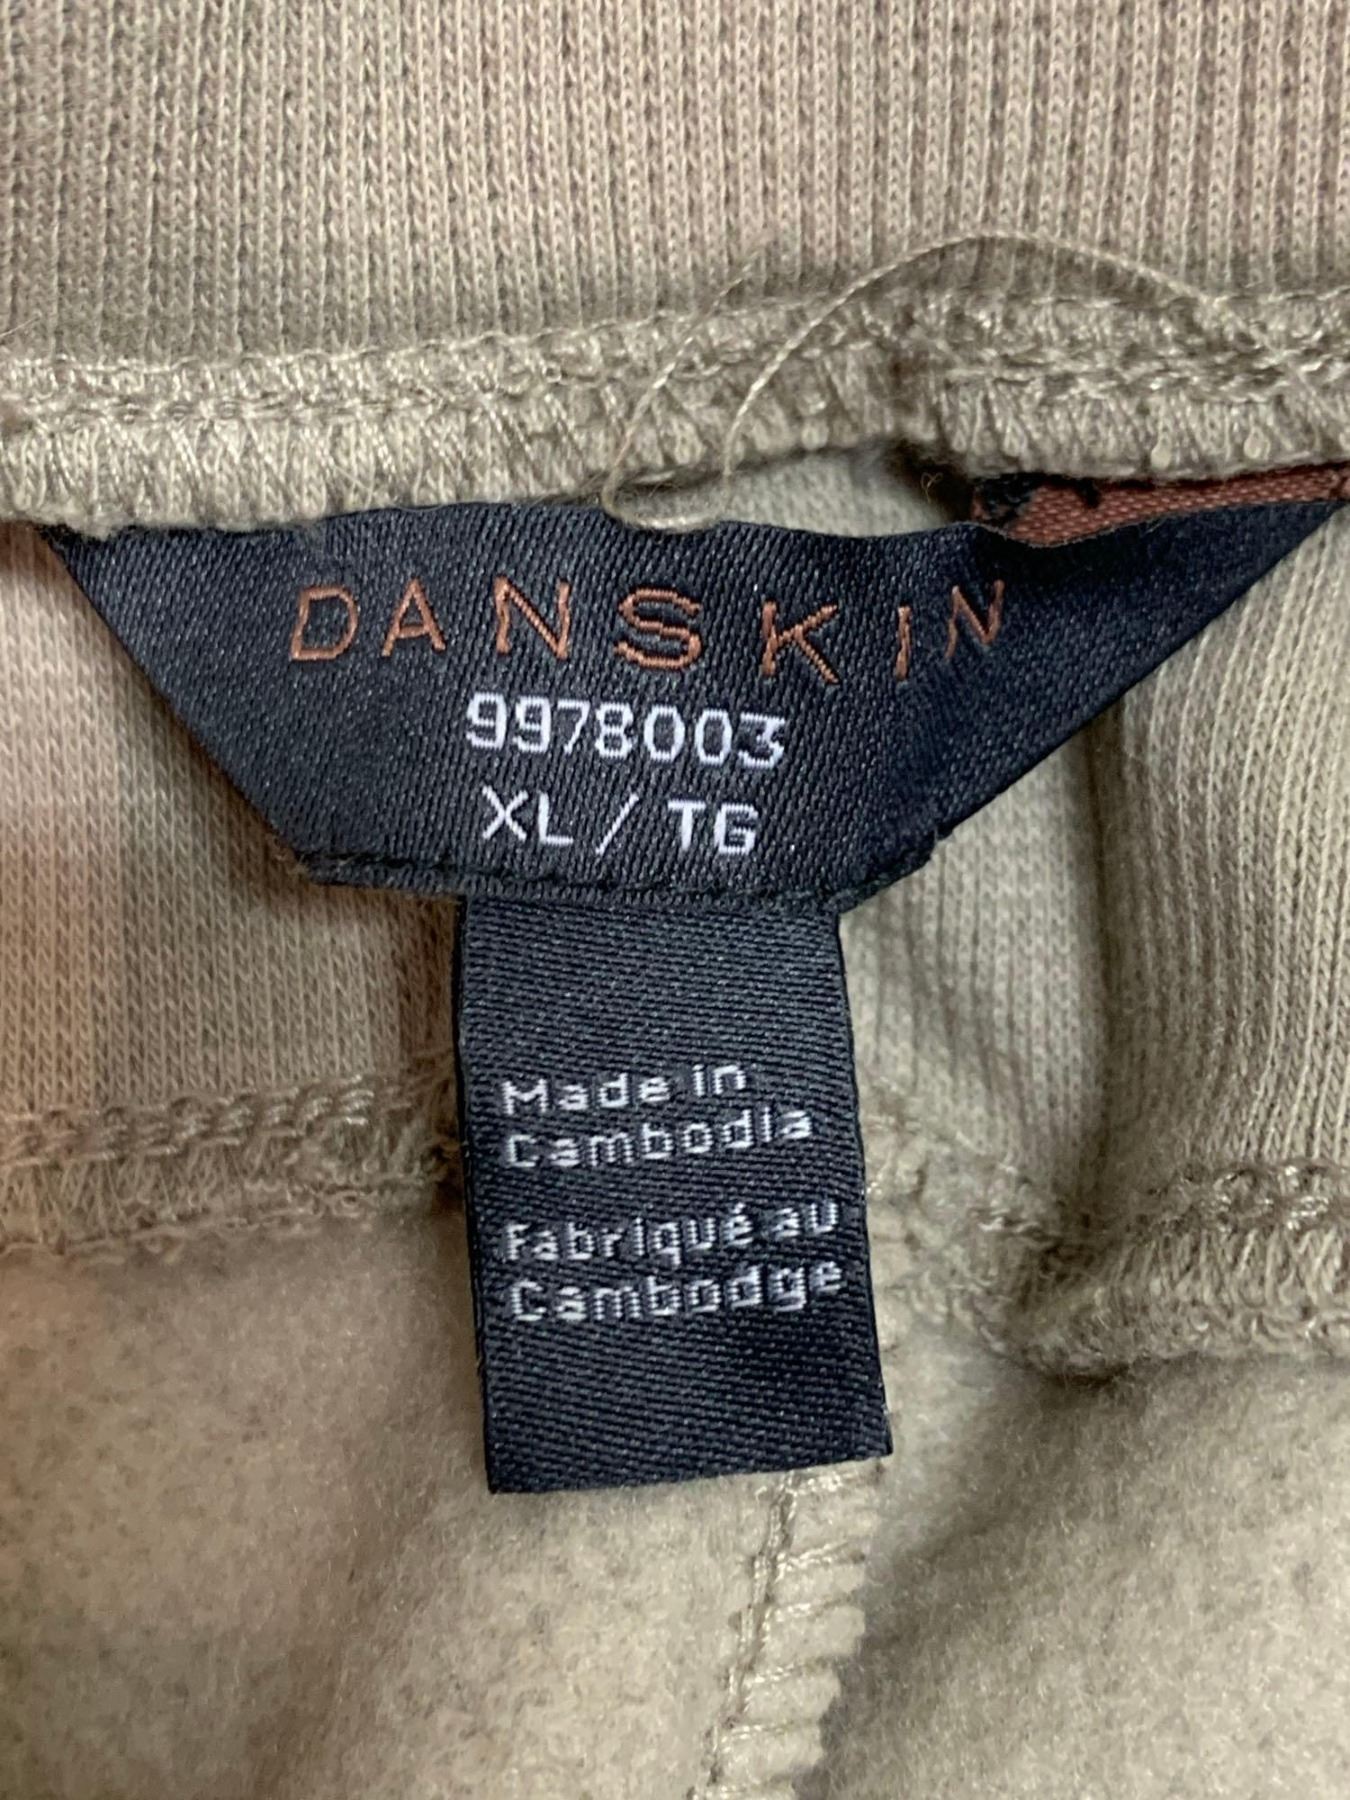 DANSKIN
9978003
XL / TG
Made in
Cambodia
Fabriqué au
Cambodge